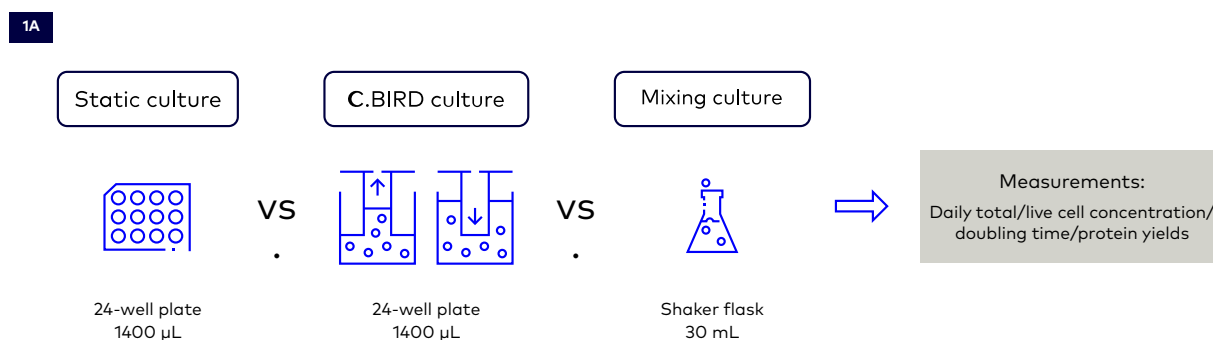 1A
Static culture
C.BIRD culture
Mixing culture
vs
.
vs
.
Measurements:
Daily total/live cell concentration/
doubling time/protein yields
24-well plate
1400 µL
24-well plate
1400 µL
Shaker flask
30 mL